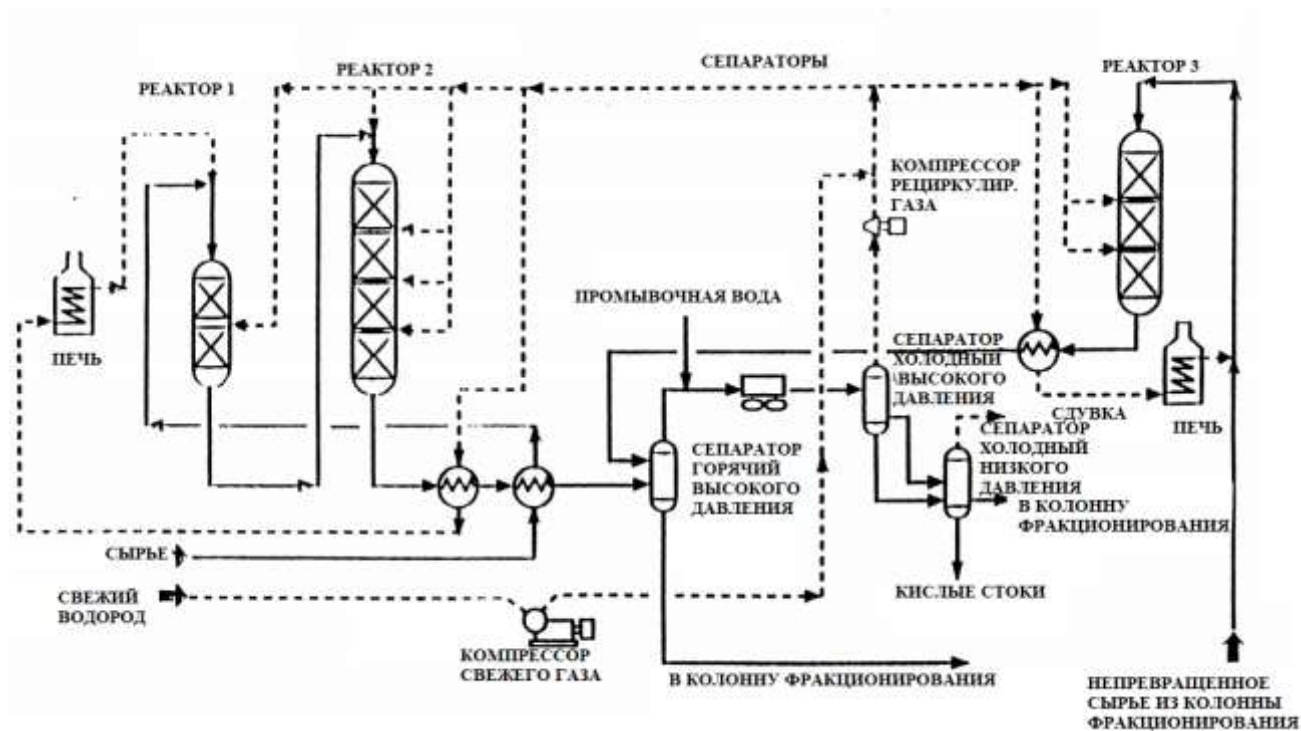 СЕПАРАТОРЫ
РЕАКТОР 2
РЕАКТОР 3
РЕАКТОР 1
КОМПРЕССОР
РЕЦИРКУЛИР.
ГАЗА
ПРОМЫВОЧНАЯ ВОДА
ПЕЧЬ
СЕПАРАТОР
ХОЛОДНЫЙ
ВЫСОКОГО
ДАВЛЕНИЯ
СДУВКА
ПЕЧЬ
СЕПАРАТОР
ХОЛОДНЫЙ
НИЗКОГО
ДАВЛЕНИЯ
СЕПАРАТОР
ГОРЯЧИЙ
ВЫСОКОГО
ДАВЛЕНИЯ
В КОЛОННУ
ФРАКЦИОНИРОВАНИЯ
СЫРЬЕ
СВЕЖИЙ
ВОДОРОД
КИСЛЫЕ СТОКИ
КОМПРЕССОР
СВЕЖЕГО ГАЗА
В КОЛОННУ ФРАКЦИОНИРОВАНИЯ
НЕПРЕВРАЩЕННОЕ
СЫРЬЕ ИЗ КОЛОННЫ
ФРАКЦИОНИРОВАНИЯ